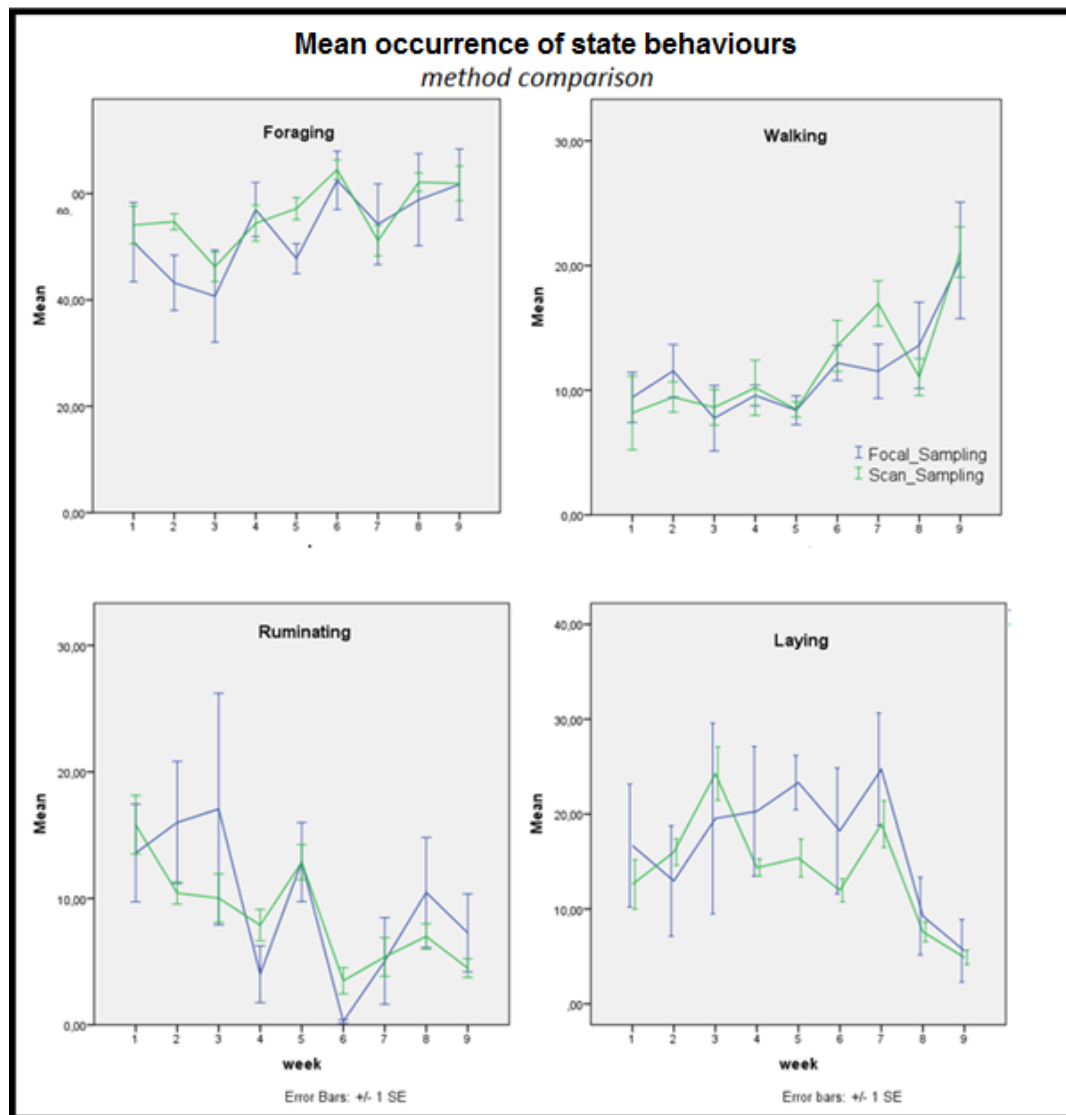 Mean occurrence of state behaviours
method comparison
Foraging
Mean
00
60,
40,00
20,00
0,00
1 2 3 4 5 6 7 8 9
Walking
Mean
30,00
20,00
10,00
0,00
1 2 3 4 5 6 7 8 9
Focal_Sampling
Scan_Sampling
Ruminating
Mean
30,00
20,00
10,00
0,00
1 2 3 4 5 6 7 8 9
week
Error Bars: +/- 1 SE
Laying
Mean
40,00
30,00
20,00
10,00
,00
1 2 3 4 5 6 7 8 9
week
Error bars: +/- 1 SE